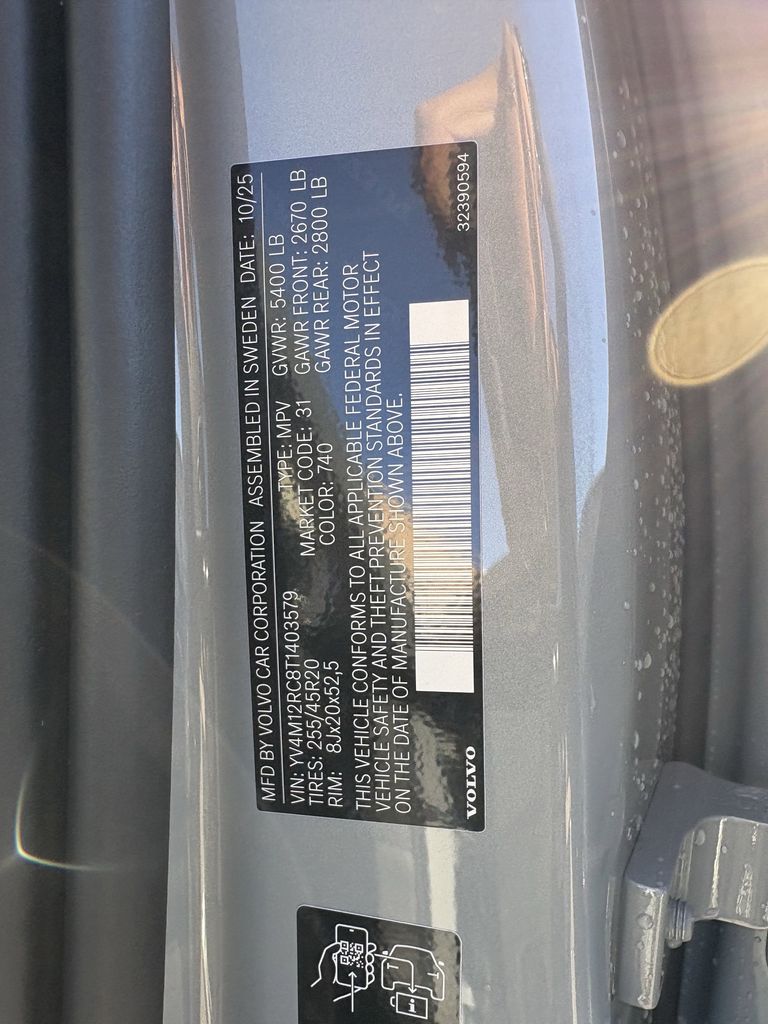 MFD BY VOLVO CAR CORPORATION ASSEMBLED IN SWEDEN DATE: 10/25
VIN: YV4M12RC8T1403579 TYPE: MPV GVWR: 5400 LB
TIRES: 255/45R20 MARKET CODE: 31 GAWR FRONT: 2670 LB
RIM: 8Jx20x52,5 COLOR: 740 GAWR REAR: 2800 LB
THIS VEHICLE CONFORMS TO ALL APPLICABLE FEDERAL MOTOR
VEHICLE SAFETY AND THEFT PREVENTION STANDARDS IN EFFECT
ON THE DATE OF MANUFACTURE SHOWN ABOVE.
VOLVO 32390594